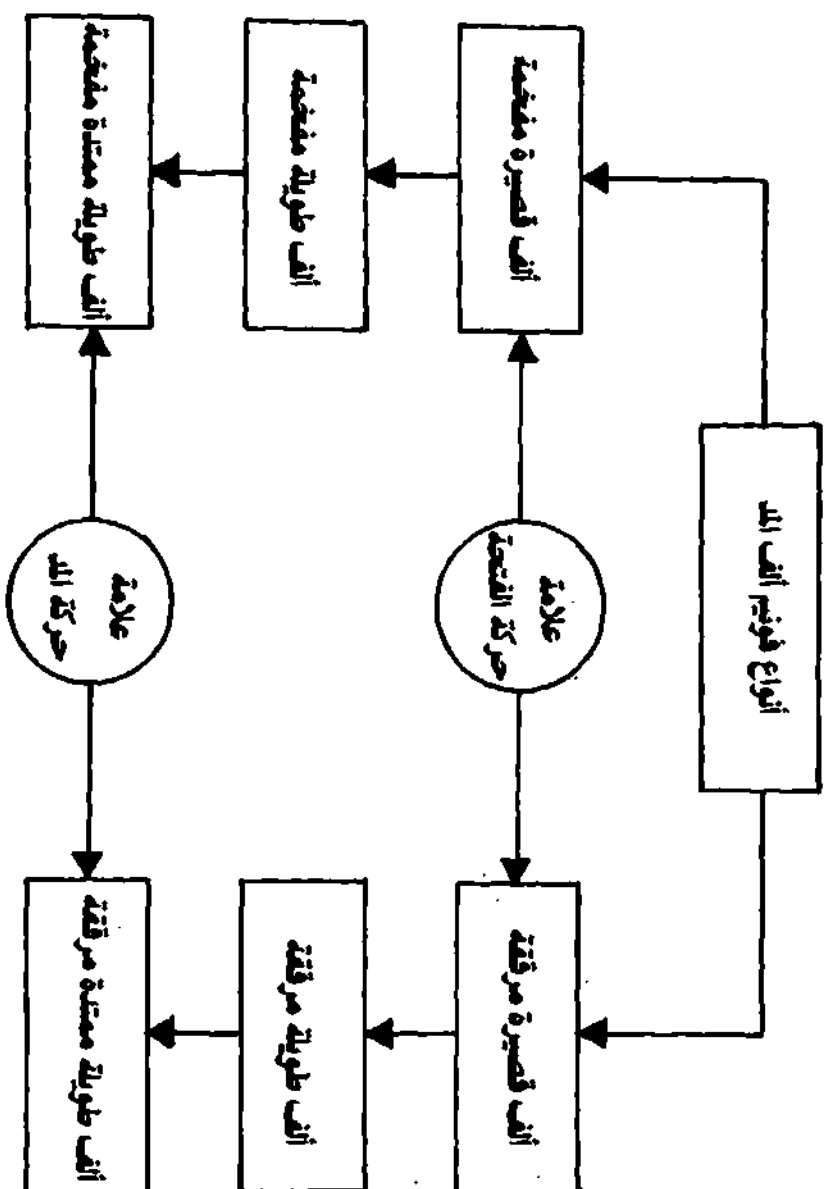 أنواع فونيم ألف المد
ألف قصيرة مرققة
علامة
حركة الفتحة
ألف قصيرة مفخمة
ألف طويلة مرققة
ألف طويلة مفخمة
ألف طويلة ممتدة مرققة
علامة
حركة المد
ألف طويلة ممتدة مفخمة